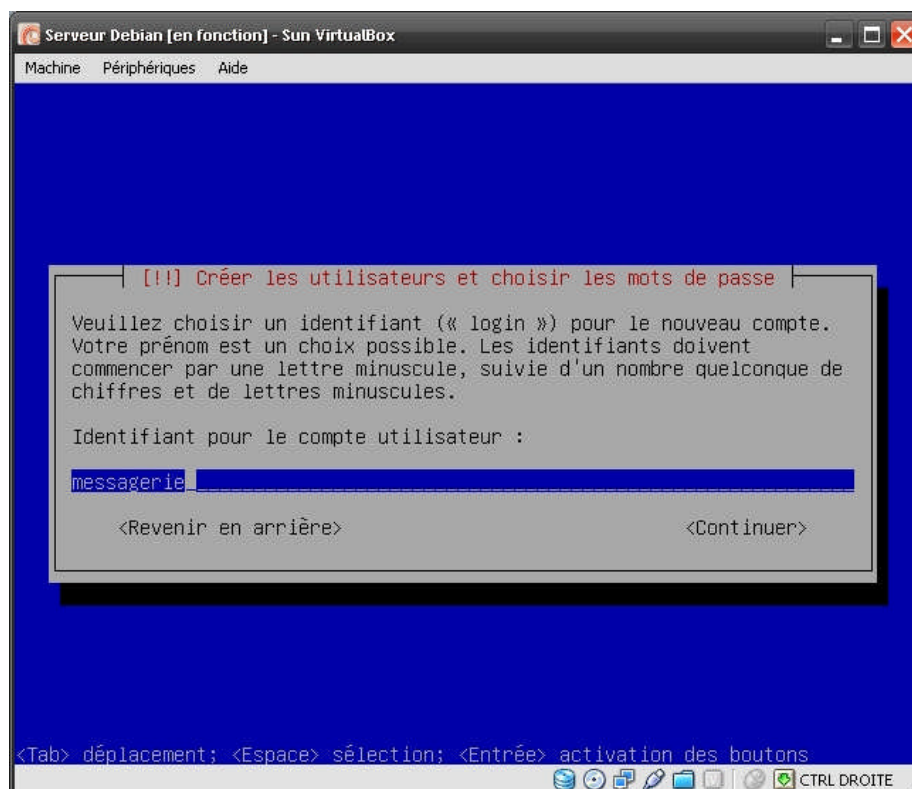 Serveur Debian [en fonction] - Sun VirtualBox
Machine Périphériques Aide
[!!] Créer les utilisateurs et choisir les mots de passe
Veuillez choisir un identifiant (« login ») pour le nouveau compte.
Votre prénom est un choix possible. Les identifiants doivent
commencer par une lettre minuscule, suivie d'un nombre quelconque de
chiffres et de lettres minuscules.
Identifiant pour le compte utilisateur :
messagerie
<Revenir en arrière> <Continuer>
<Tab> déplacement; <Espace> sélection; <Entrée> activation des boutons
CTRL DROITE